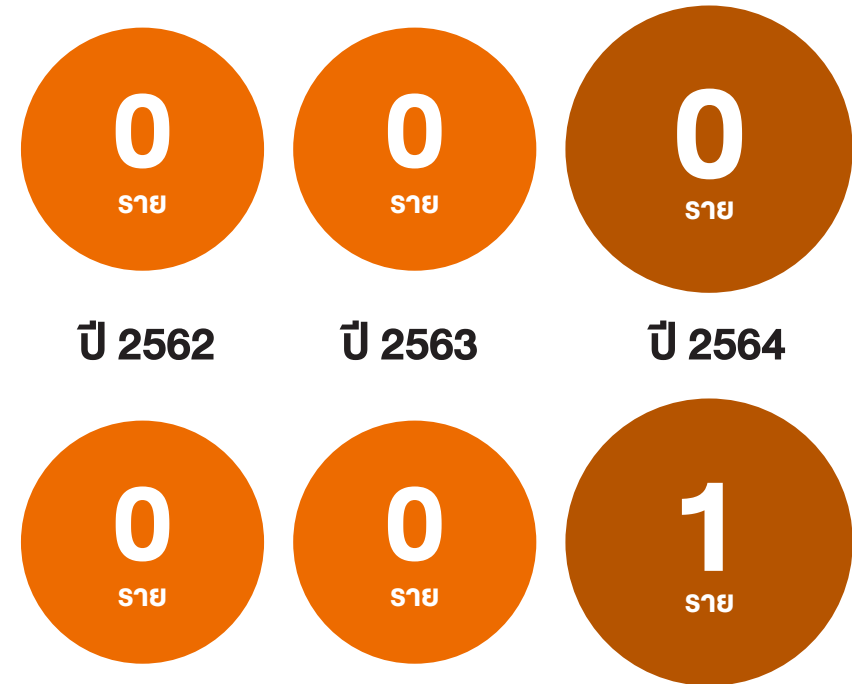 0 0 0
ราย ราย ราย
ปี 2562 ปี 2563 ปี 2564
0 0 1
ราย ราย ราย